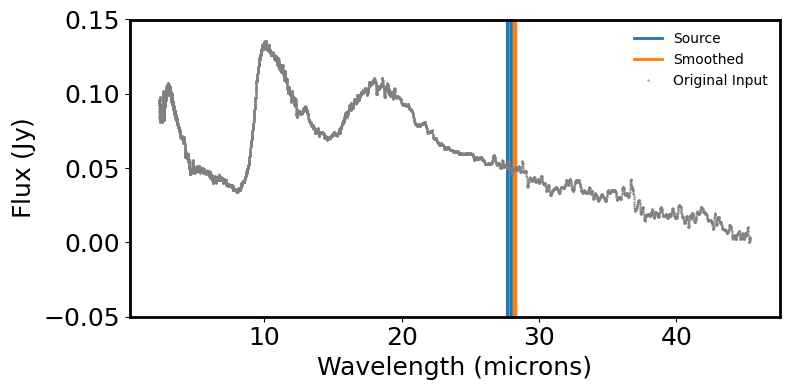 0.15
0.10
0.05
0.00
−0.05
Flux (Jy)
Source
Smoothed
Original Input
10 20 30 40
Wavelength (microns)